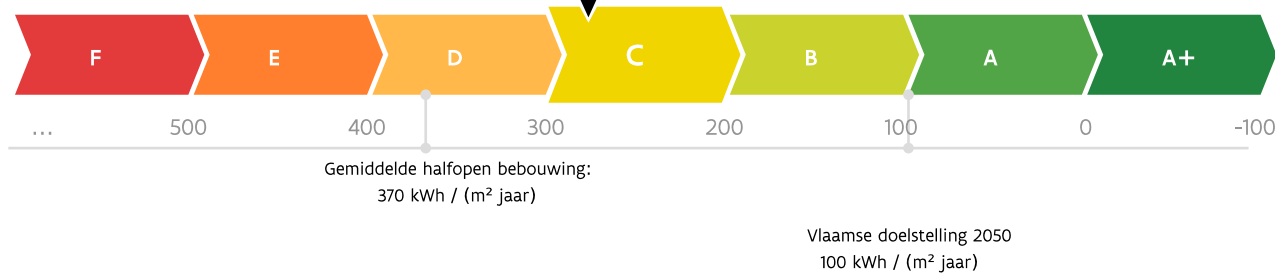 F E D C B A A+
... 500 400 300 200 100 0 -100
Gemiddelde halfopen bebouwing:
370 kWh / (m² jaar)
Vlaamse doelstelling 2050
100 kWh / (m² jaar)